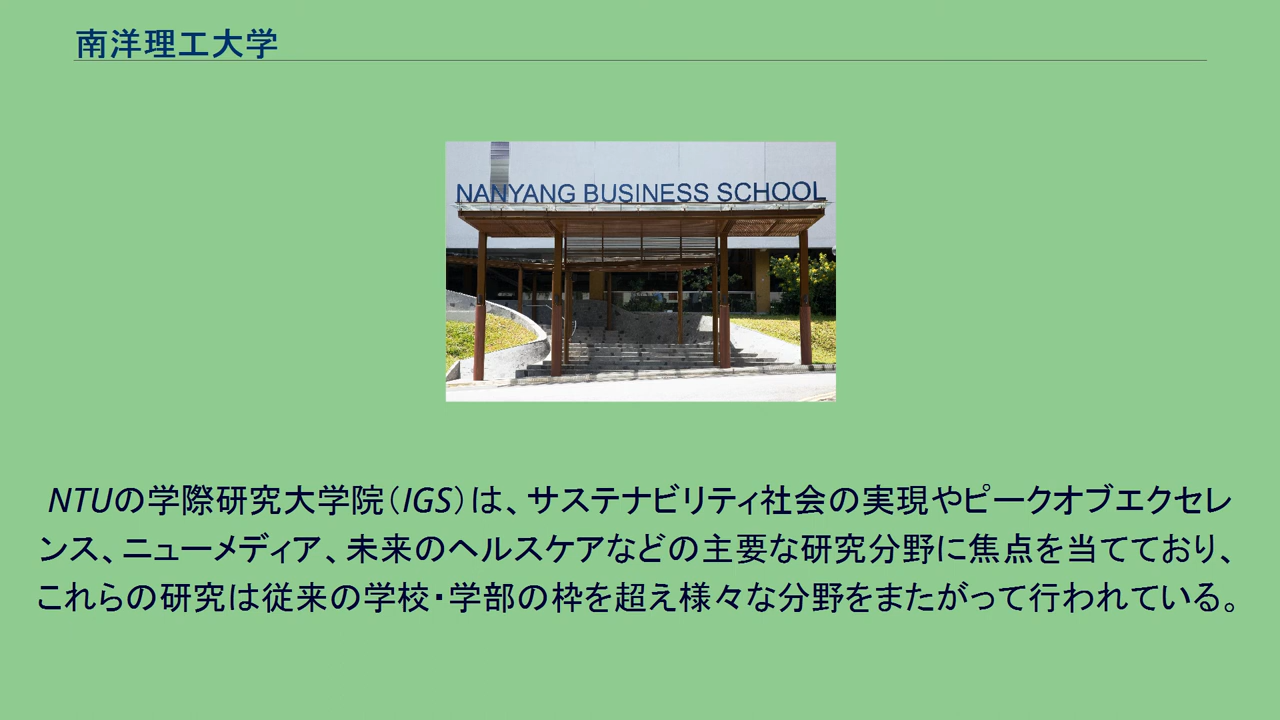 南洋理工大学
NANYANG BUSINESS SCHOOL
NTUの学際研究大学院（IGS）は、サステナビリティ社会の実現やピークオブエクセレ
ンス、ニューメディア、未来のヘルスケアなどの主要な研究分野に焦点を当てており、
これらの研究は従来の学校・学部の枠を超え様々な分野をまたがって行われている。